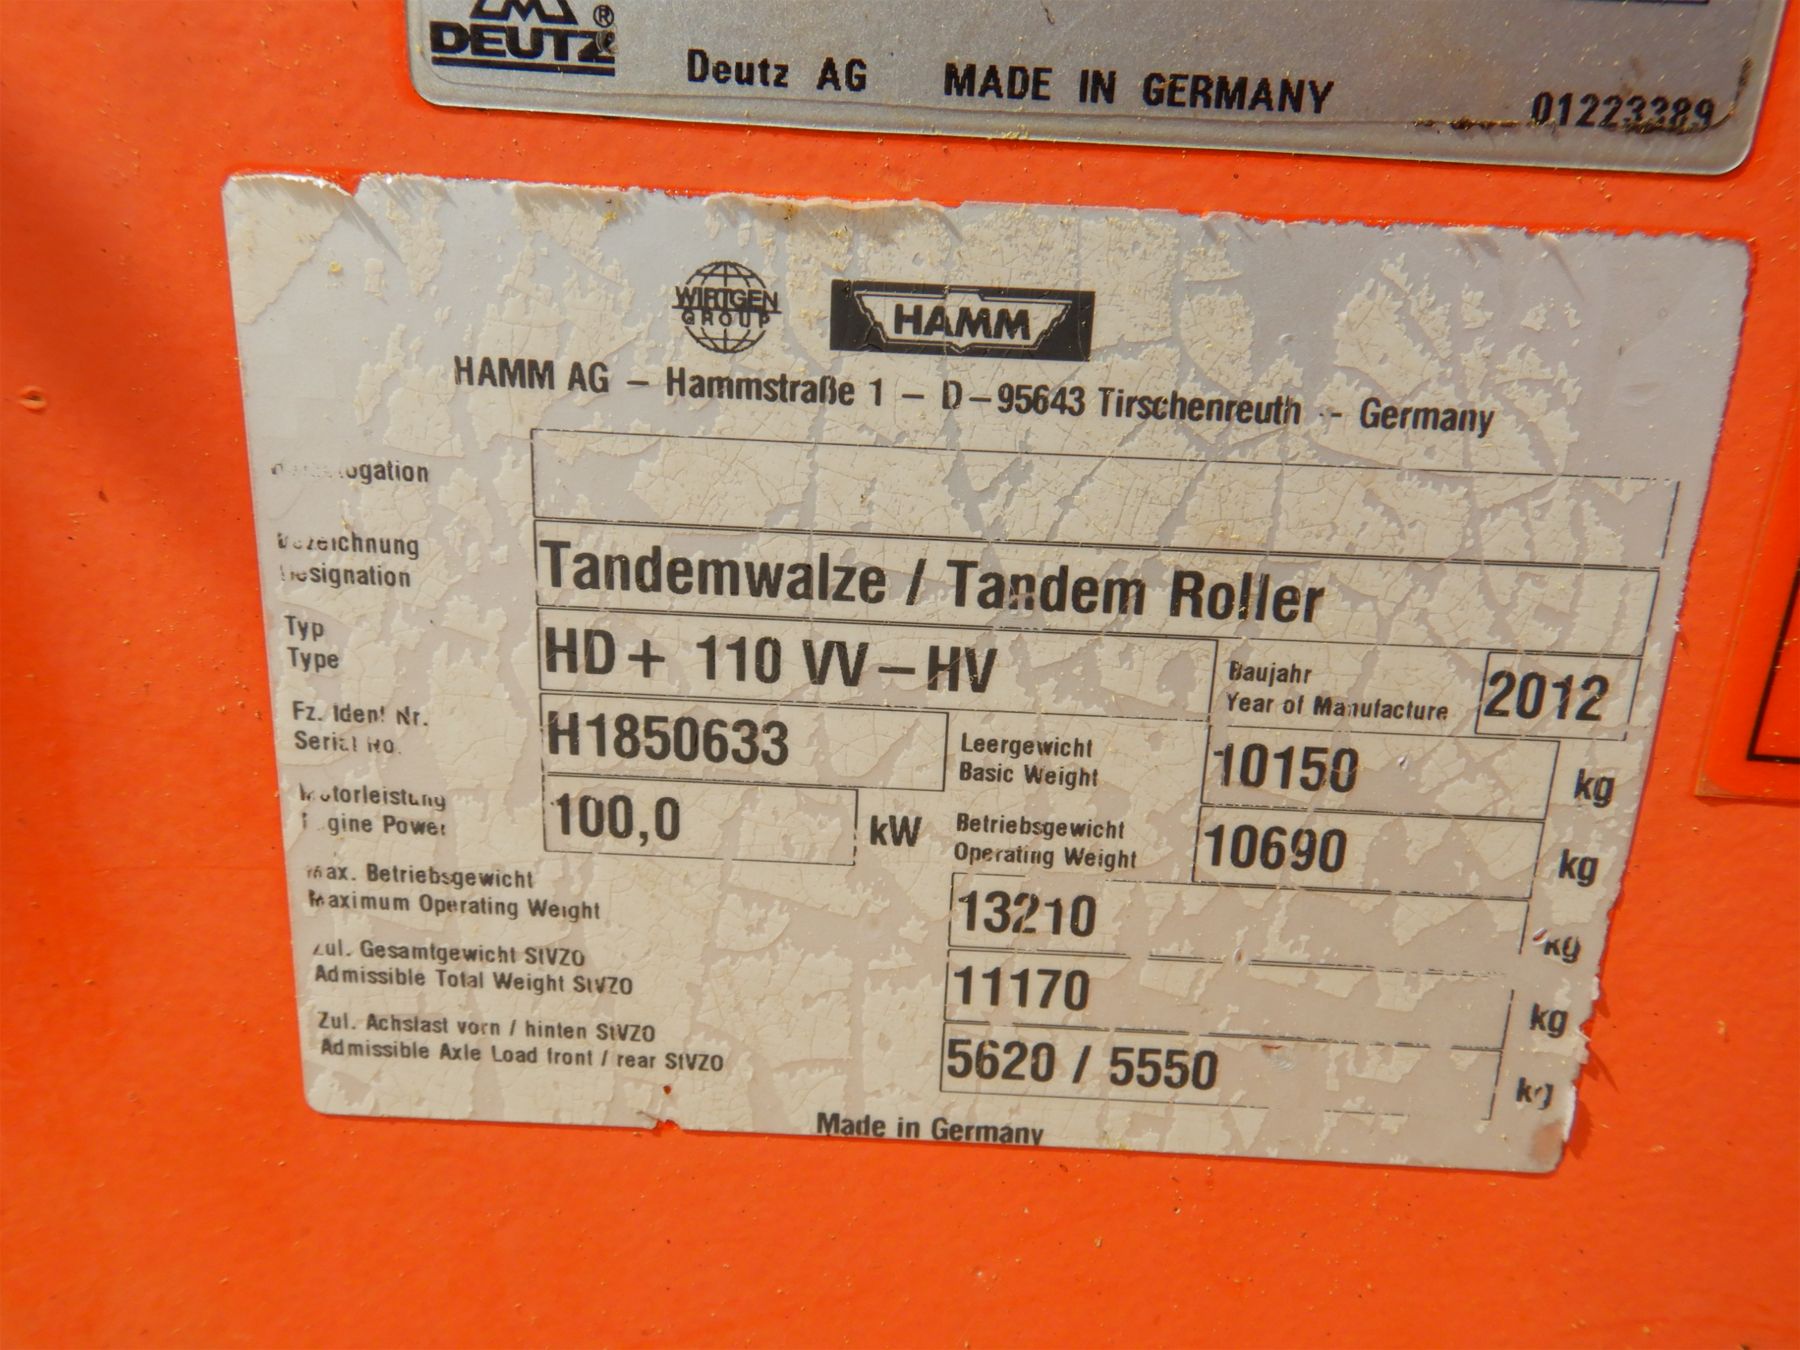 DEUTZ ®
Deutz AG MADE IN GERMANY 01223389
WIRTGEN
GROUP
HAMM
HAMM AG – Hammstraße 1 – D – 95643 Tirschenreuth - Germany
Bezeichnung
Designation
Tandemwalze / Tandem Roller
Typ
Type
HD+ 110 VV – HV
Baujahr
Year of Manufacture
2012
Fz. Ident Nr.
Serial No.
H1850633
Leergewicht
Basic Weight
10150 kg
Motorleistung
Engine Power
100,0 kW
Betriebsgewicht
Operating Weight
10690 kg
Max. Betriebsgewicht
Maximum Operating Weight
13210 kg
Zul. Gesamtgewicht StVZO
Admissible Total Weight StVZO
11170 kg
Zul. Achslast vorn / hinten StVZO
Admissible Axle Load front / rear StVZO
5620 / 5550 kg
Made in Germany